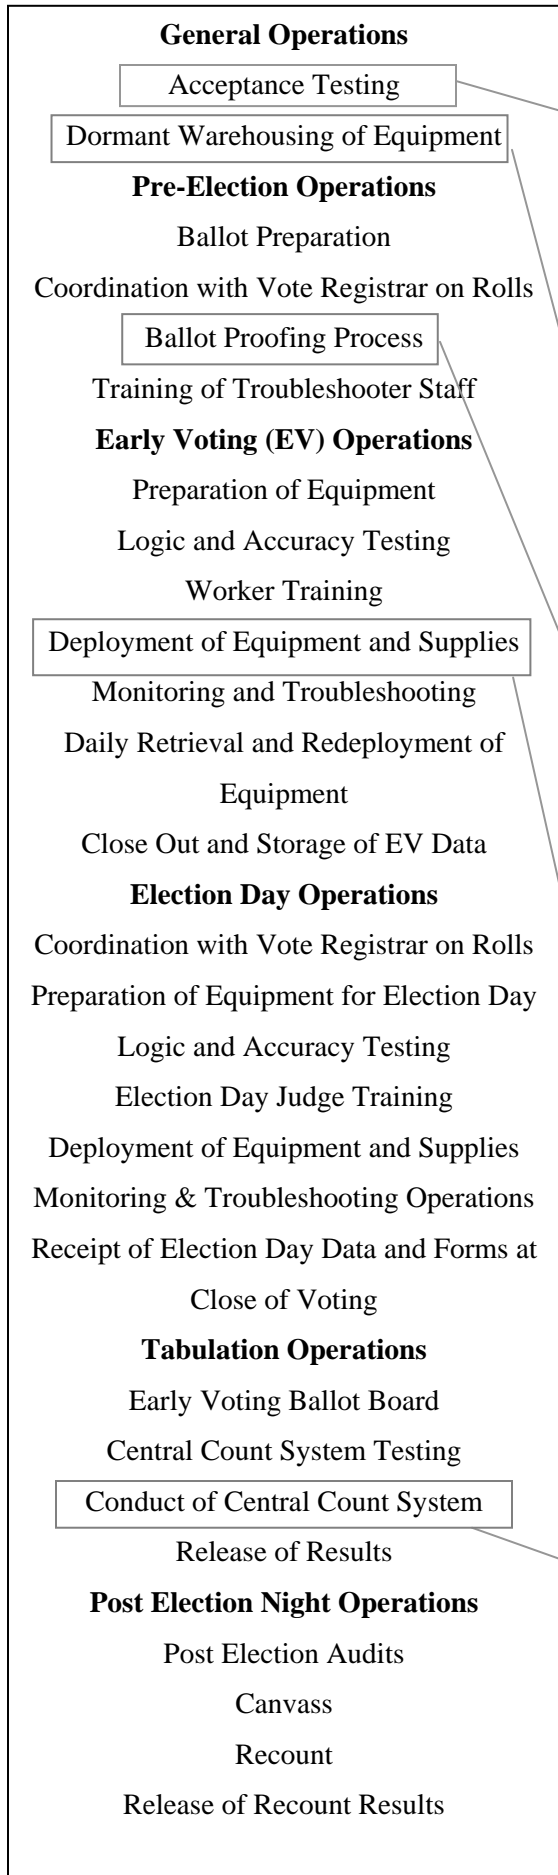 General Operations
Acceptance Testing
Dormant Warehousing of Equipment
Pre-Election Operations
Ballot Preparation
Coordination with Vote Registrar on Rolls
Ballot Proofing Process
Training of Troubleshooter Staff
Early Voting (EV) Operations
Preparation of Equipment
Logic and Accuracy Testing
Worker Training
Deployment of Equipment and Supplies
Monitoring and Troubleshooting
Daily Retrieval and Redeployment of
Equipment
Close Out and Storage of EV Data
Election Day Operations
Coordination with Vote Registrar on Rolls
Preparation of Equipment for Election Day
Logic and Accuracy Testing
Election Day Judge Training
Deployment of Equipment and Supplies
Monitoring & Troubleshooting Operations
Receipt of Election Day Data and Forms at
Close of Voting
Tabulation Operations
Early Voting Ballot Board
Central Count System Testing
Conduct of Central Count System
Release of Results
Post Election Night Operations
Post Election Audits
Canvass
Recount
Release of Recount Results